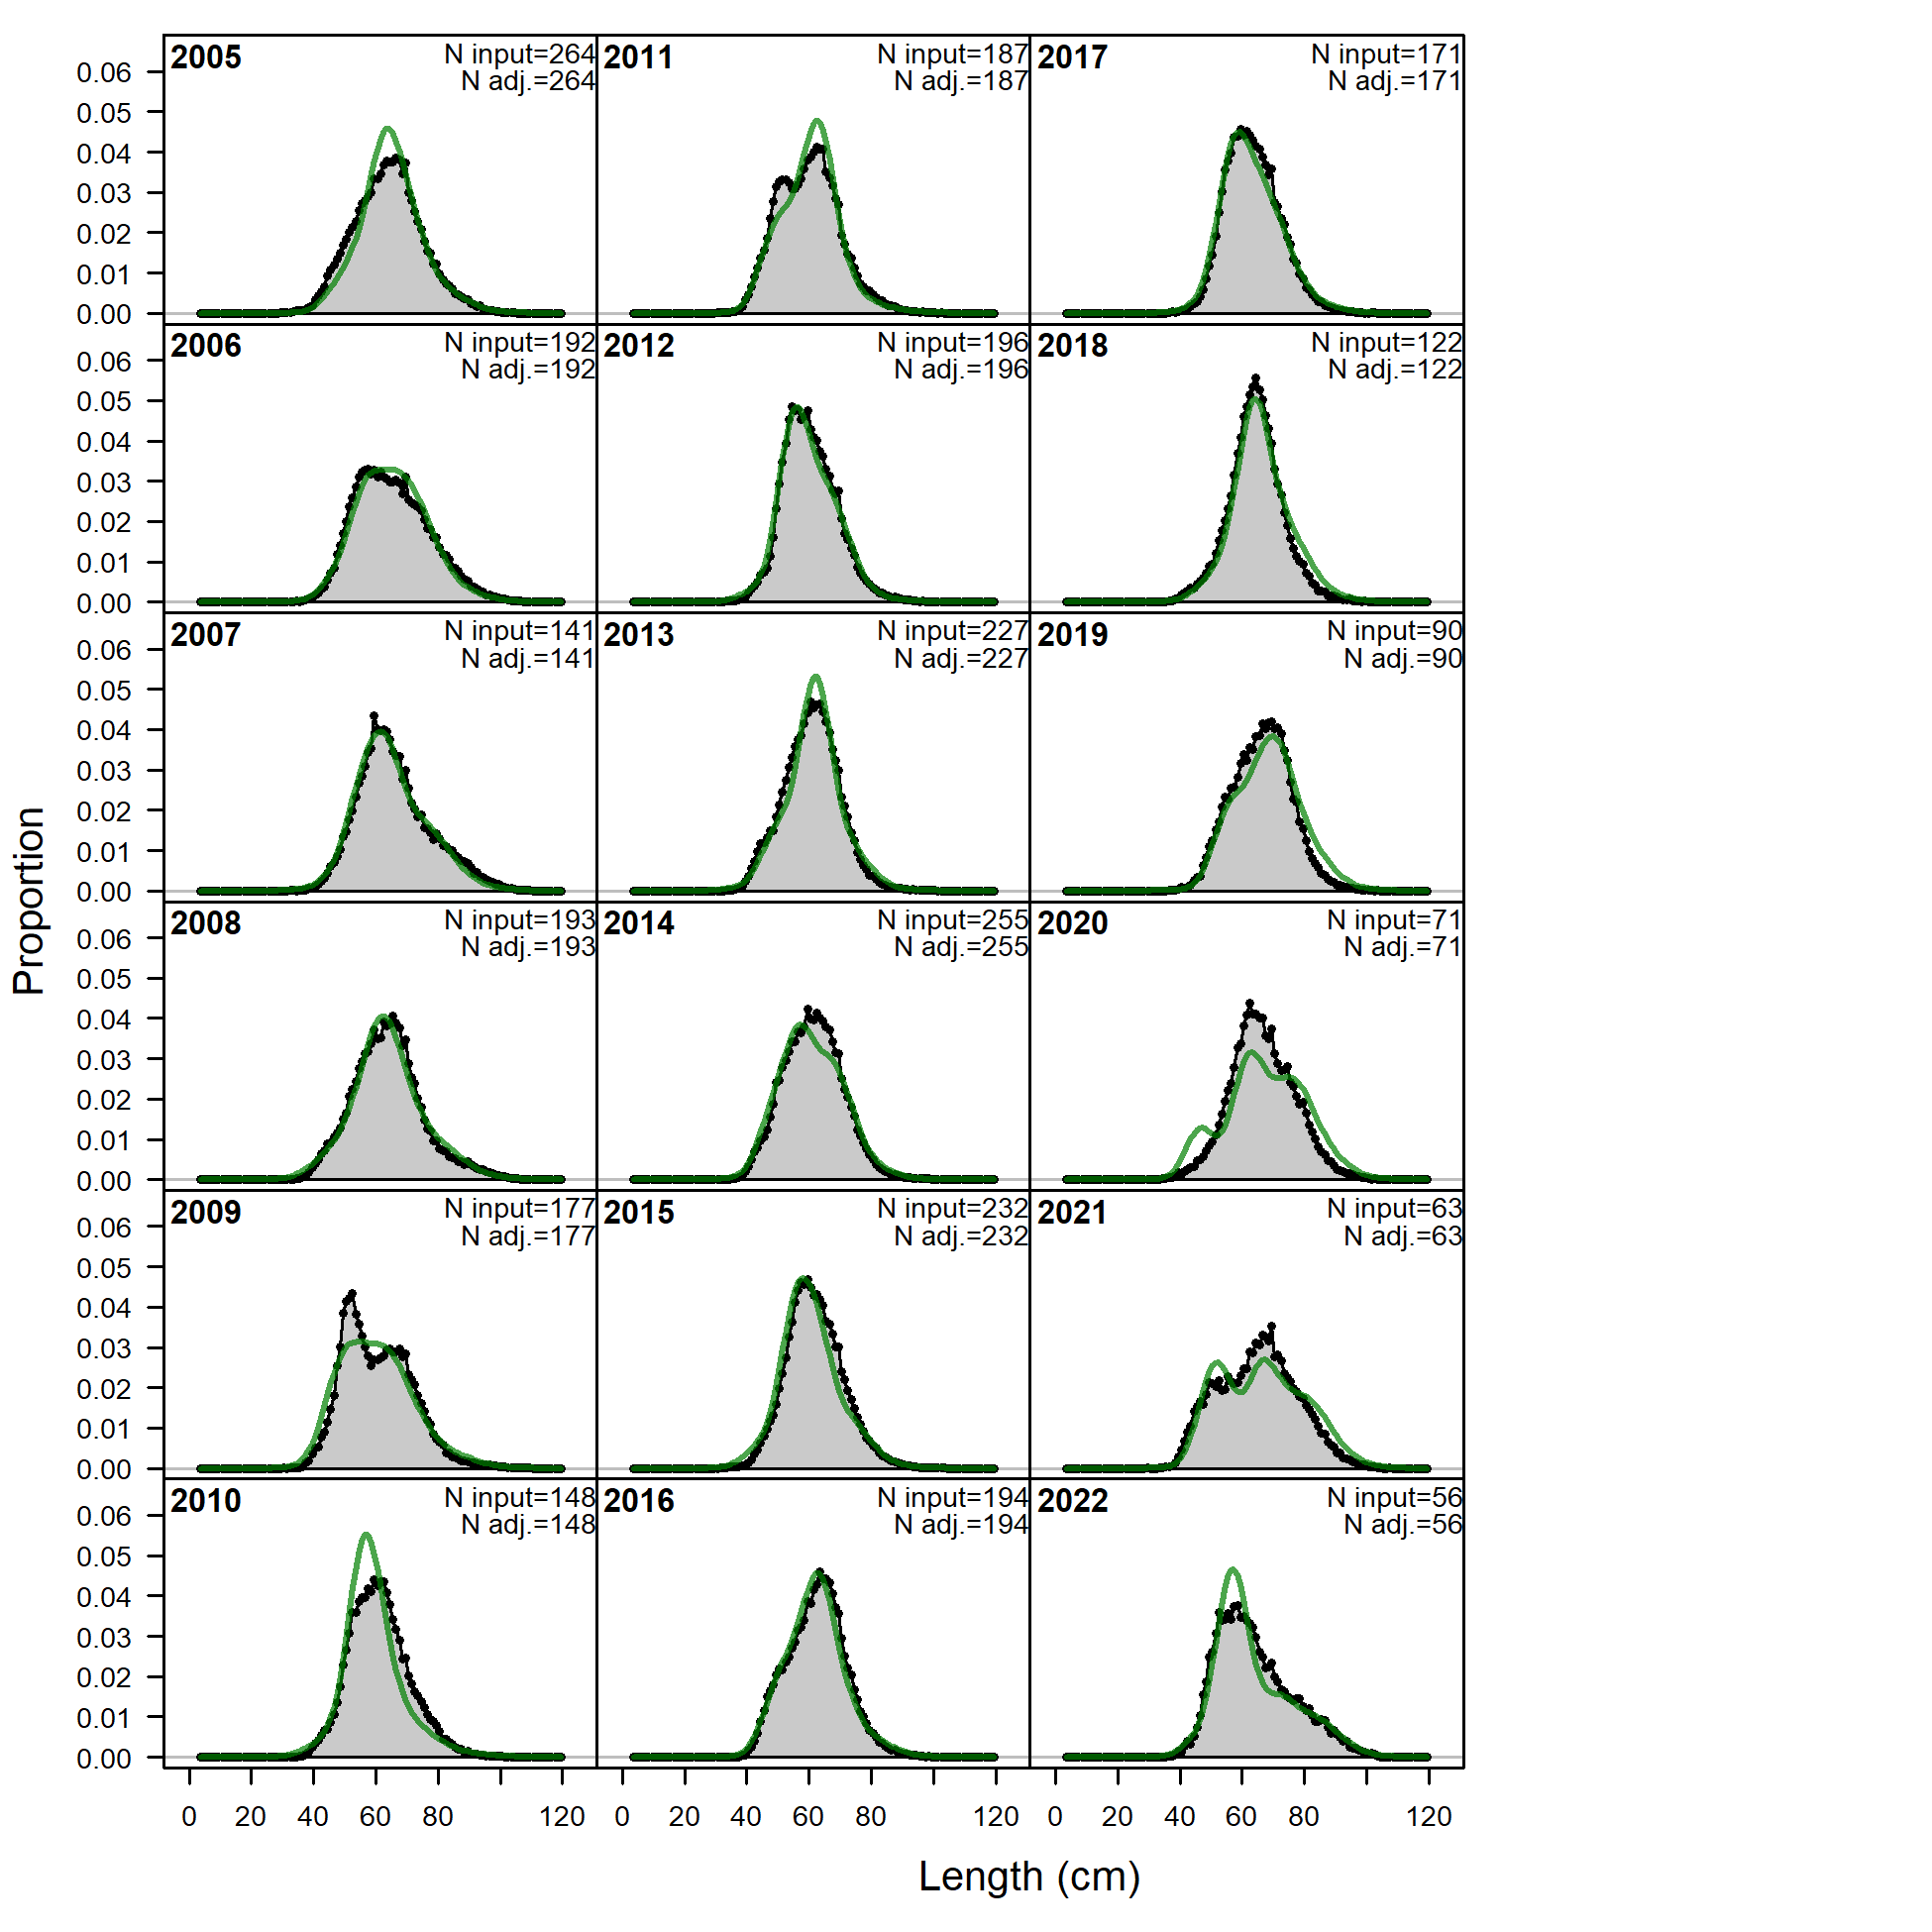 2005
N input=264
N adj.=264
2011
N input=187
N adj.=187
2017
N input=171
N adj.=171
0.06
0.05
0.04
0.03
0.02
0.01
0.00
2006
N input=192
N adj.=192
2012
N input=196
N adj.=196
2018
N input=122
N adj.=122
0.06
0.05
0.04
0.03
0.02
0.01
0.00
2007
N input=141
N adj.=141
2013
N input=227
N adj.=227
2019
N input=90
N adj.=90
0.06
0.05
0.04
0.03
0.02
0.01
0.00
Proportion
2008
N input=193
N adj.=193
2014
N input=255
N adj.=255
2020
N input=71
N adj.=71
0.06
0.05
0.04
0.03
0.02
0.01
0.00
2009
N input=177
N adj.=177
2015
N input=232
N adj.=232
2021
N input=63
N adj.=63
0.06
0.05
0.04
0.03
0.02
0.01
0.00
2010
N input=148
N adj.=148
2016
N input=194
N adj.=194
2022
N input=56
N adj.=56
0.06
0.05
0.04
0.03
0.02
0.01
0.00
0 20 40 60 80 120
0 20 40 60 80 120
0 20 40 60 80 120
Length (cm)